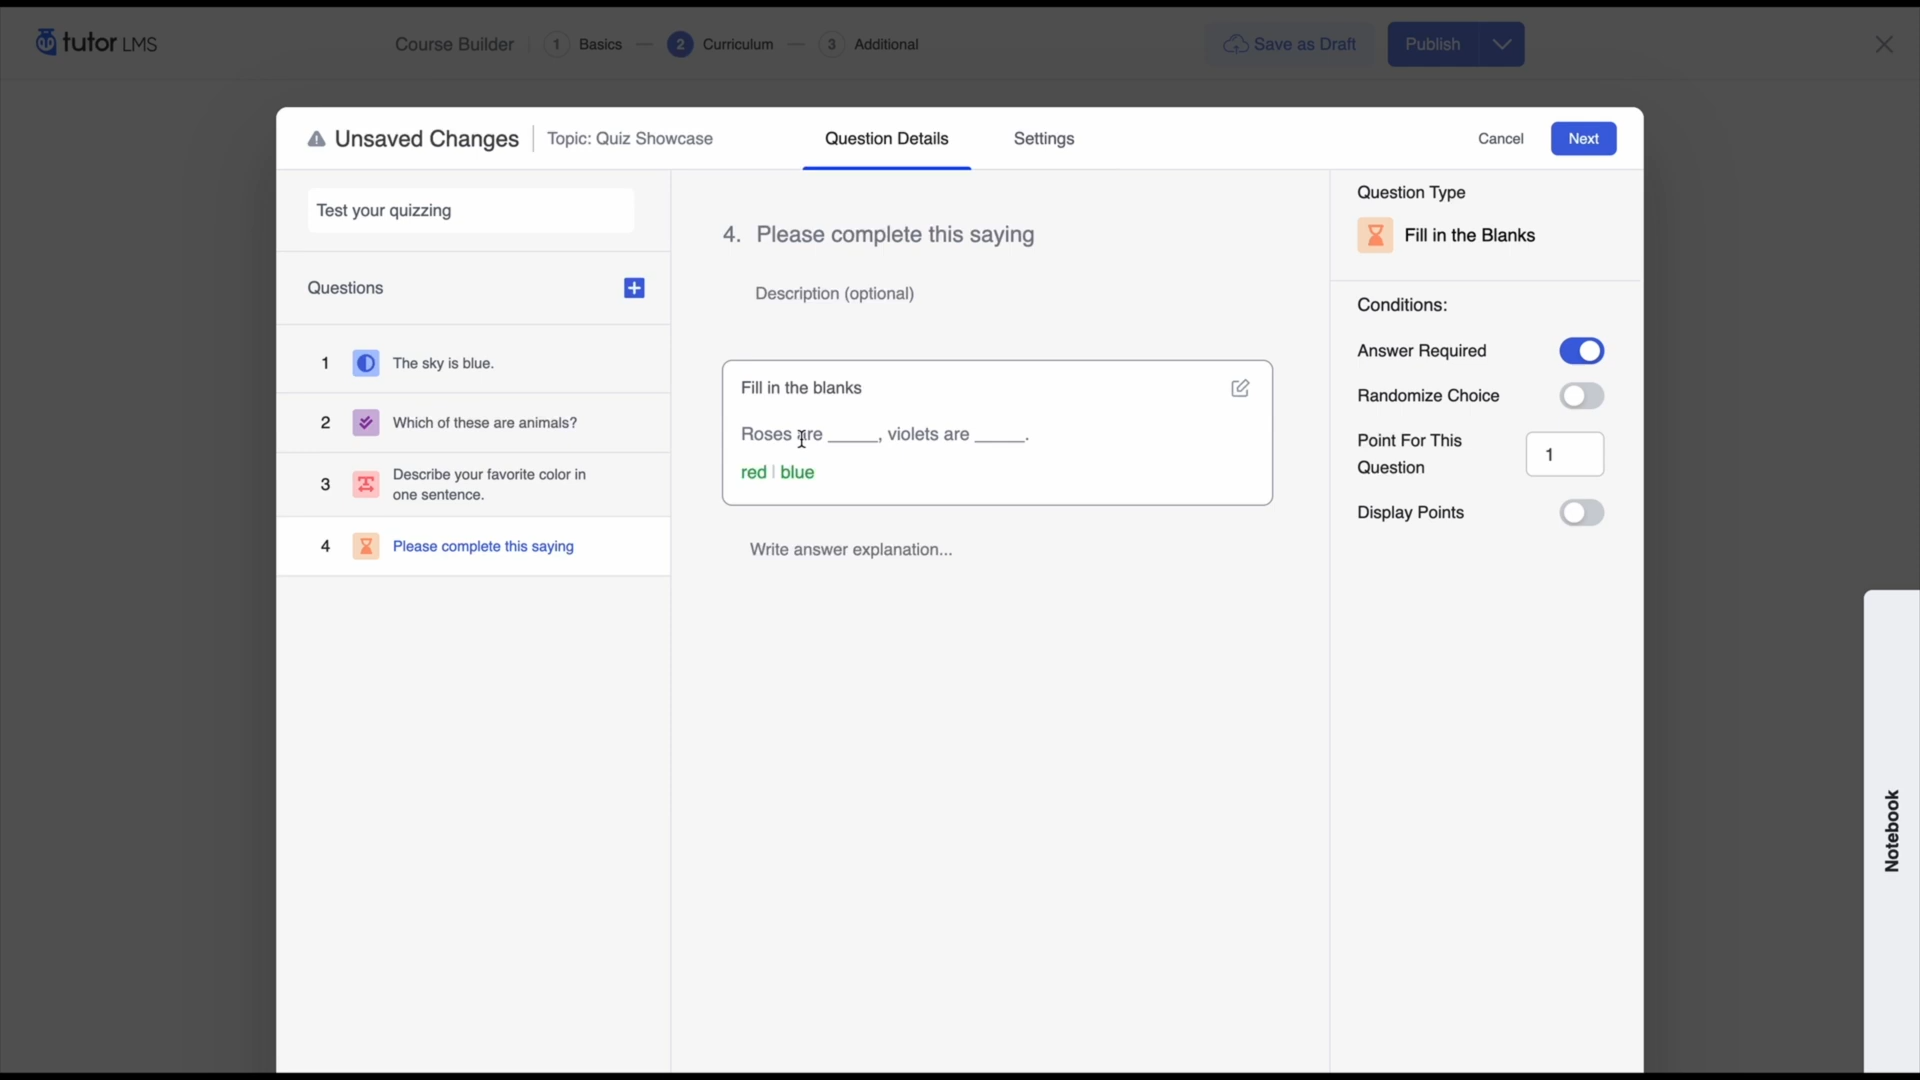 tutor LMS
Course Builder
1 Basics
2 Curriculum
3 Additional
Save as Draft
Publish
Unsaved Changes
Topic: Quiz Showcase
Question Details
Settings
Cancel
Next
Test your quizzing
Questions
1 The sky is blue.
2 Which of these are animals?
3 Describe your favorite color in
one sentence.
4 Please complete this saying
4. Please complete this saying
Description (optional)
Fill in the blanks
Roses are _____, violets are _____.
red | blue
Write answer explanation...
Question Type
Fill in the Blanks
Conditions:
Answer Required
Randomize Choice
Point For This
Question
1
Display Points
Notebook